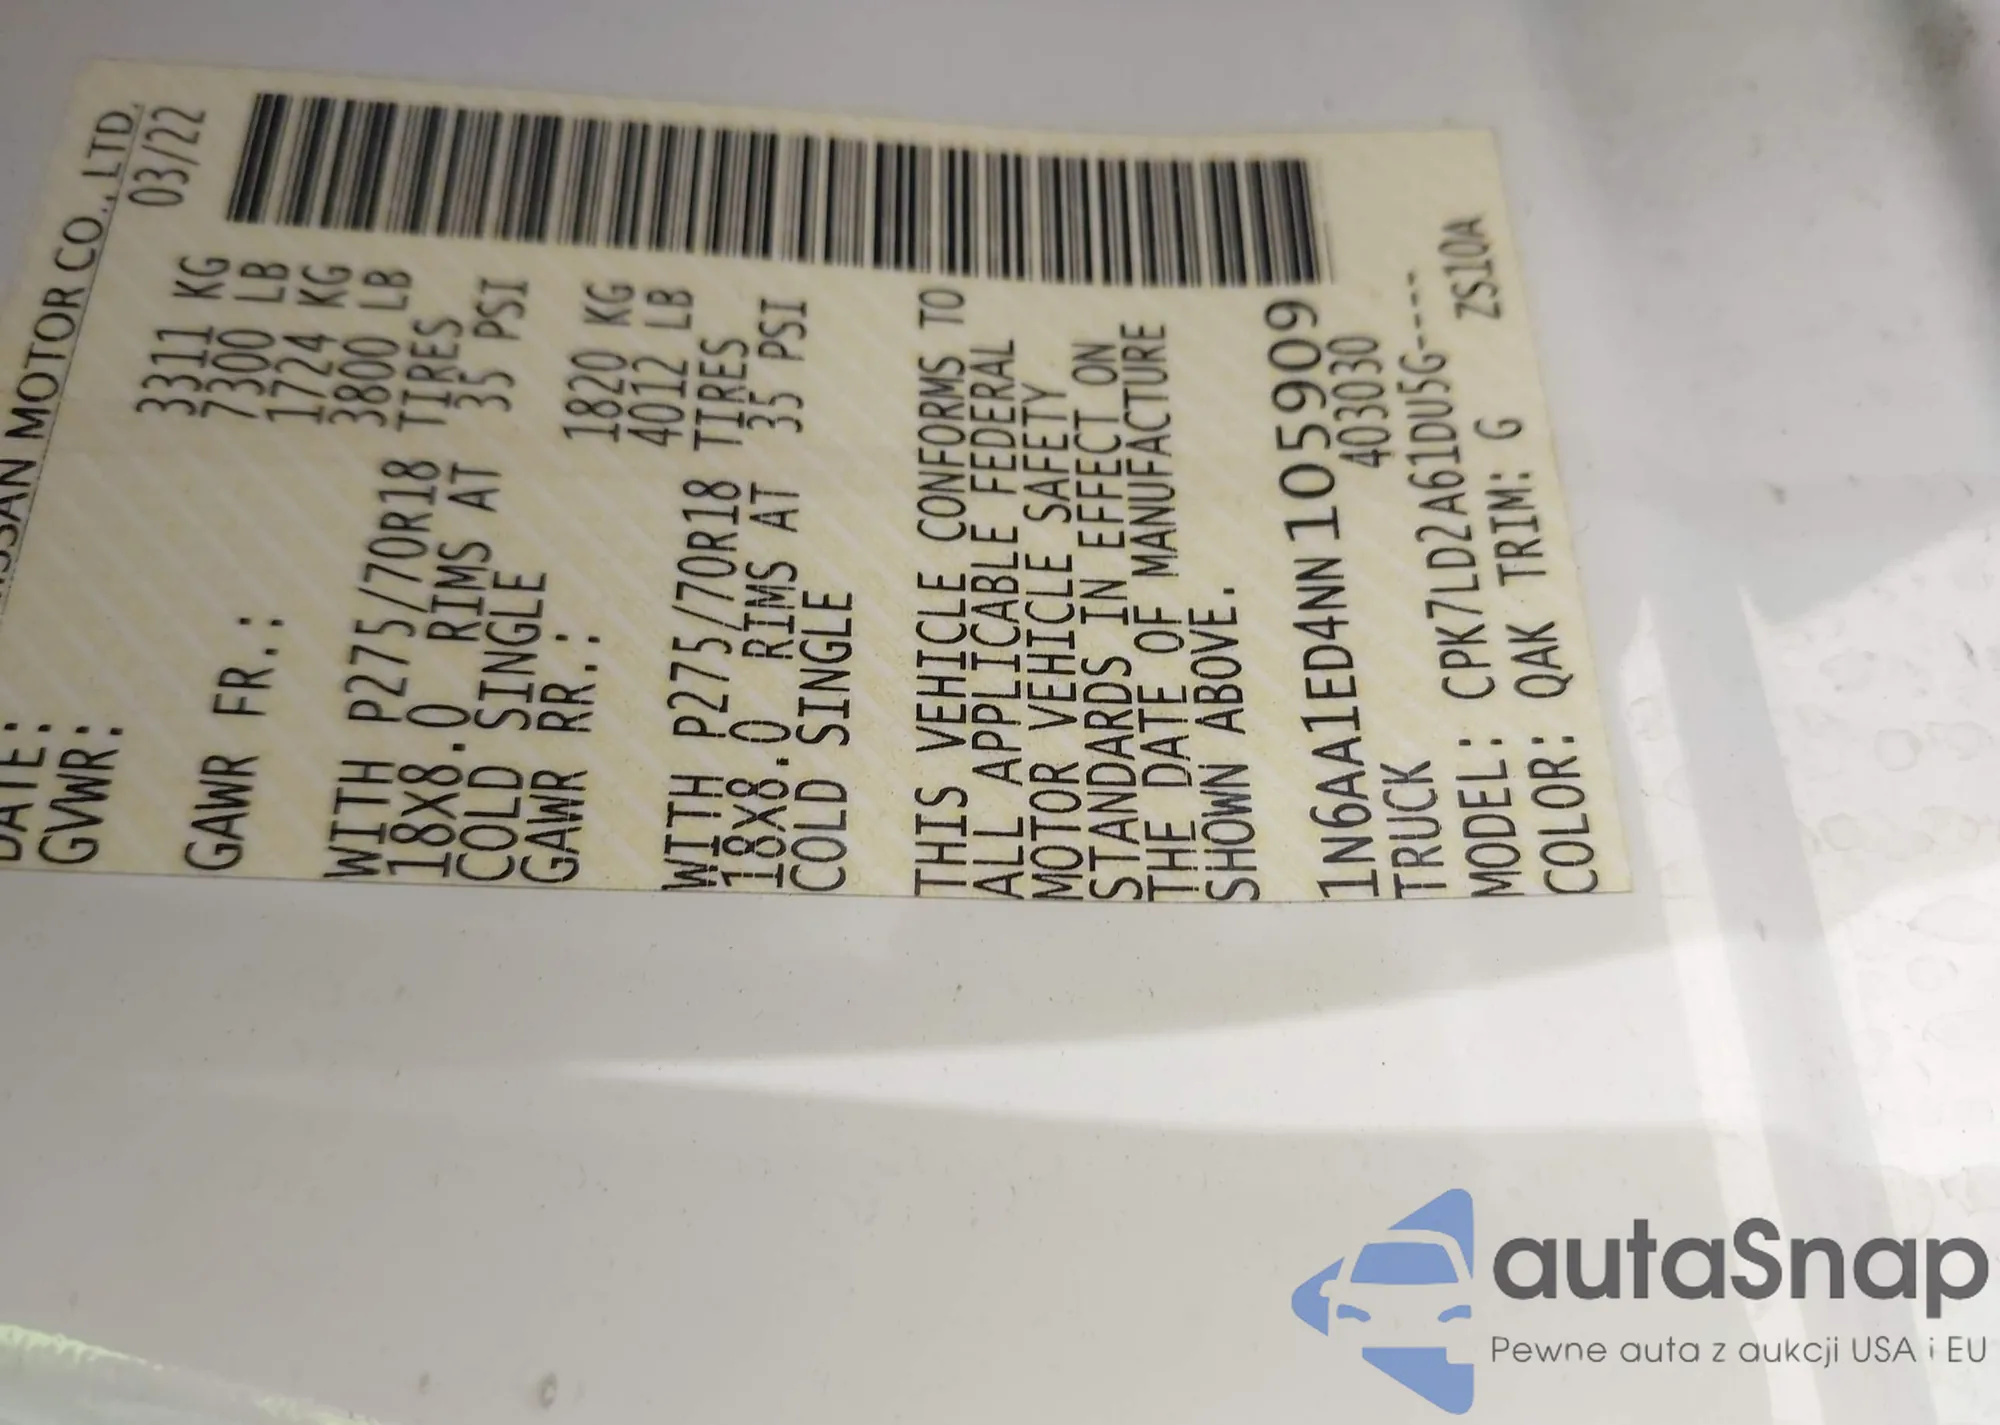 NISSAN MOTOR CO., LTD.
DATE: 03/22
GVWR: 3311 KG
7300 LB
GAWR FR.: 1724 KG
3800 LB
WITH P275/70R18 TIRES
18X8.0 RIMS AT 35 PSI
COLD SINGLE
GAWR RR.: 1820 KG
4012 LB
WITH P275/70R18 TIRES
18X8.0 RIMS AT 35 PSI
COLD SINGLE
THIS VEHICLE CONFORMS TO
ALL APPLICABLE FEDERAL
MOTOR VEHICLE SAFETY
STANDARDS IN EFFECT ON
THE DATE OF MANUFACTURE
SHOWN ABOVE.
1N6AA1ED4NN105909
TRUCK 403030
MODEL: CPK7LD2A61DU5G----
COLOR: QAK TRIM: G ZS10A
autaSnap
Pewne auta z aukcji USA i EU